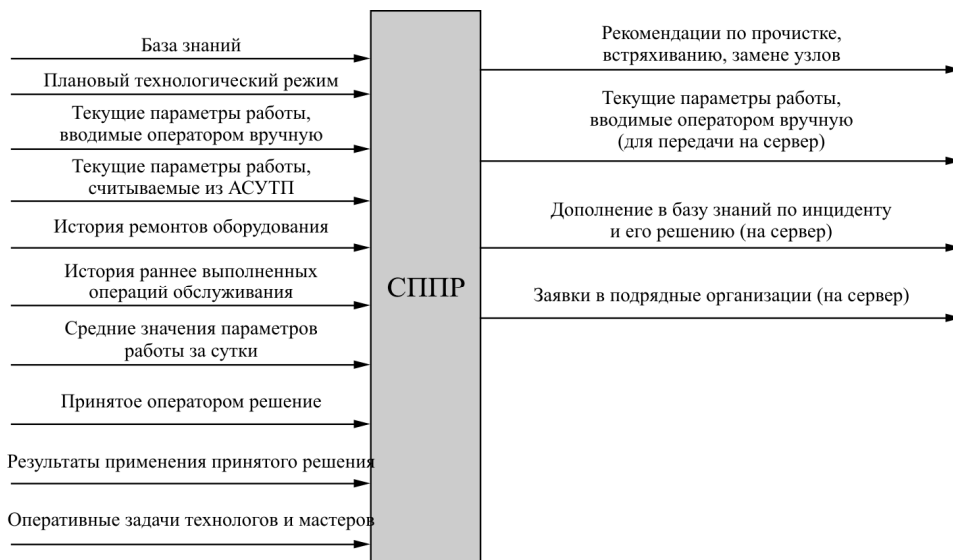 База знаний
Плановый технологический режим
Текущие параметры работы,
вводимые оператором вручную
Текущие параметры работы,
считываемые из АСУТП
История ремонтов оборудования
История раннее выполненных
операций обслуживания
Средние значения параметров
работы за сутки
Принятое оператором решение
Результаты применения принятого решения
Оперативные задачи технологов и мастеров
СППР
Рекомендации по прочистке,
встряхиванию, замене узлов
Текущие параметры работы,
вводимые оператором вручную
(для передачи на сервер)
Дополнение в базу знаний по инциденту
и его решению (на сервер)
Заявки в подрядные организации (на сервер)